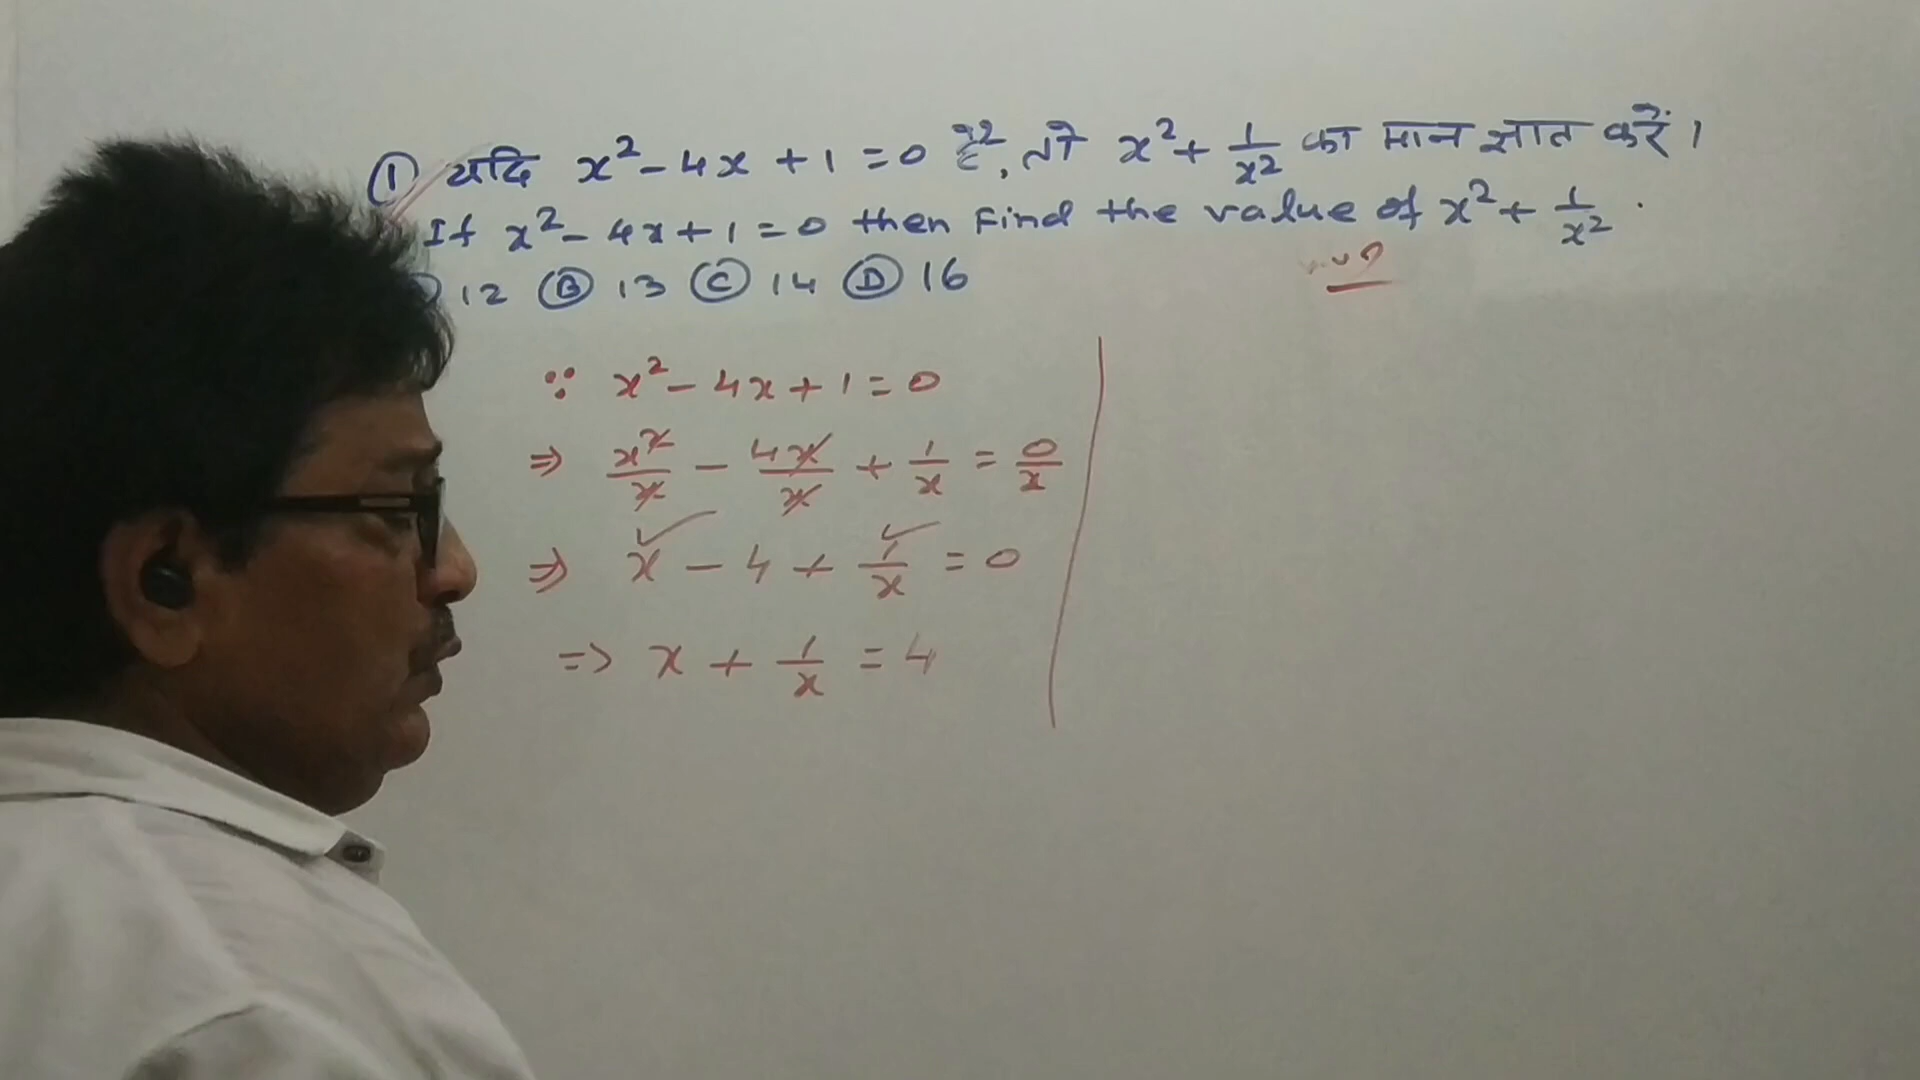 ① यदि x² - 4x + 1 = 0 है, तो x² + 1/x² का मान ज्ञात करें।
If x² - 4x + 1 = 0 then Find the value of x² + 1/x².
12 Ⓑ 13 Ⓒ 14 Ⓓ 16
∵ x² - 4x + 1 = 0
⇒ x²/x - 4x/x + 1/x = 0/x
⇒ x - 4 + 1/x = 0
⇒ x + 1/x = 4